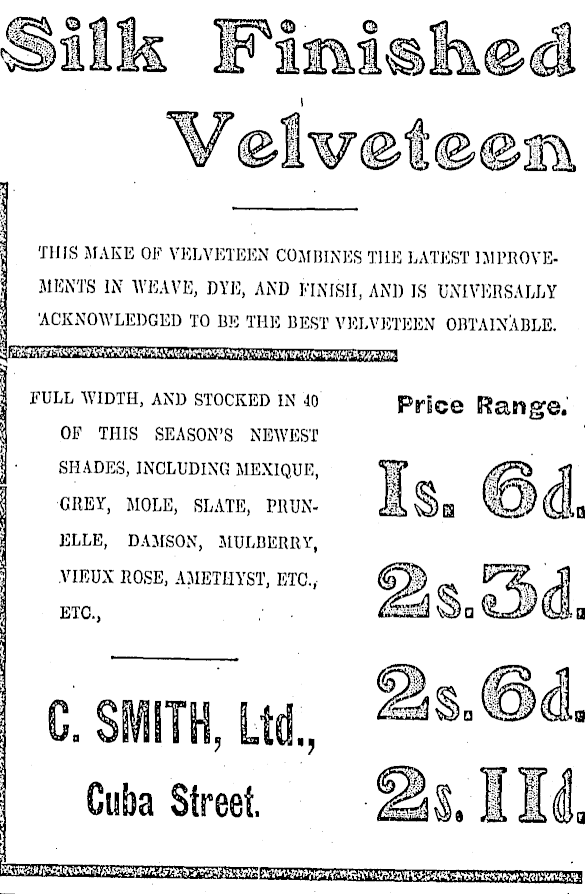 Silk Finished
Velveteen
THIS MAKE OF VELVETEEN COMBINES THE LATEST IMPROVE-
MENTS IN WEAVE, DYE, AND FINISH, AND IS UNIVERSALLY
ACKNOWLEDGED TO BE THE BEST VELVETEEN OBTAINABLE.
FULL WIDTH, AND STOCKED IN 40
OF THIS SEASON'S NEWEST
SHADES, INCLUDING MEXIQUE,
GREY, MOLE, SLATE, PRUN-
ELLE, DAMSON, MULBERRY,
VIEUX ROSE, AMETHYST, ETC.,
ETC.,
C. SMITH, Ltd.,
Cuba Street.
Price Range.
1s. 6d.
2s. 3d.
2s. 6d.
2s. 11d.